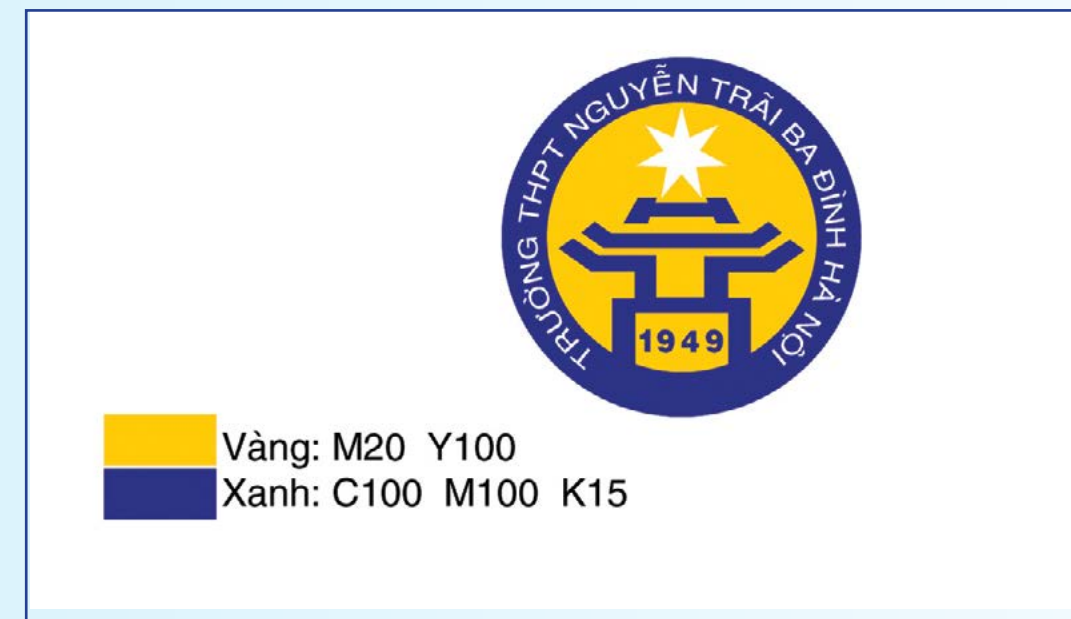 TRƯỜNG THPT NGUYỄN TRÃI BA ĐÌNH HÀ NỘI
1949
Vàng: M20 Y100
Xanh: C100 M100 K15